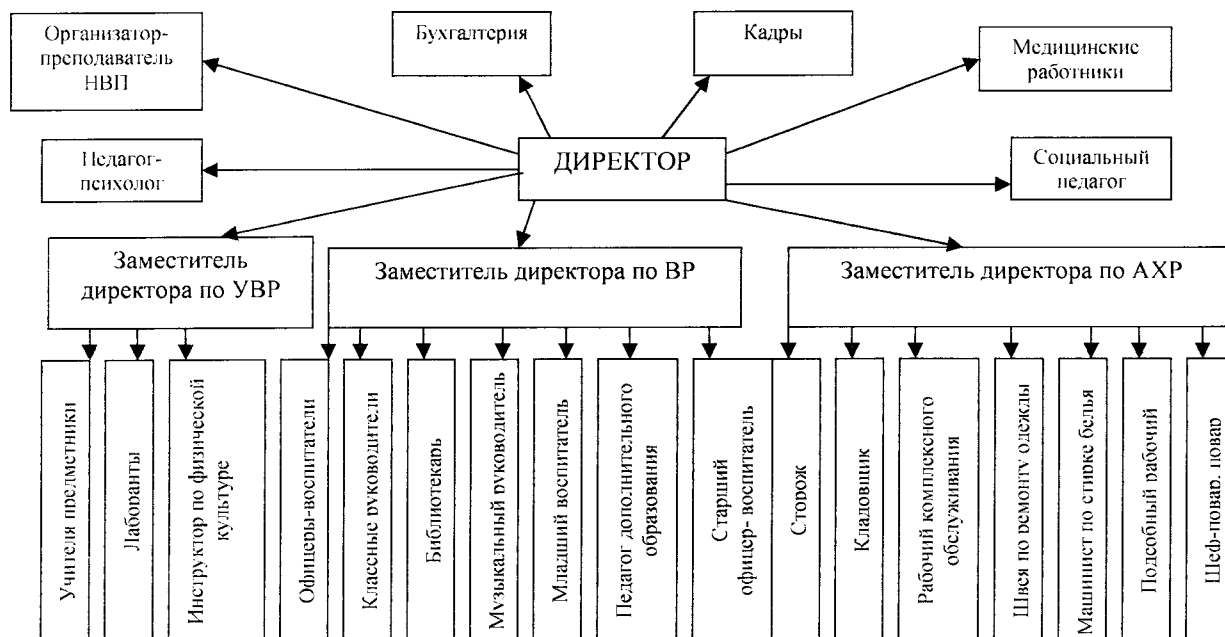 Организатор-
преподаватель
НВП
Бухгалтерия
Кадры
Медицинские
работники
Педагог-
психолог
ДИРЕКТОР
Социальный
педагог
Заместитель
директора по УВР
Заместитель директора по ВР
Заместитель директора по АХР
Учителя предметники
Лаборанты
Инструктор по физической
культуре
Офицеры-воспитатели
Классные руководители
Библиотекарь
Музыкальный руководитель
Младший воспитатель
Педагог дополнительного
образования
Старший
офицер- воспитатель
Сторож
Кладовщик
Рабочий комплексного
обслуживания
Швея по ремонту одежды
Машинист по стирке белья
Подсобный рабочий
Шеф-повар, повар